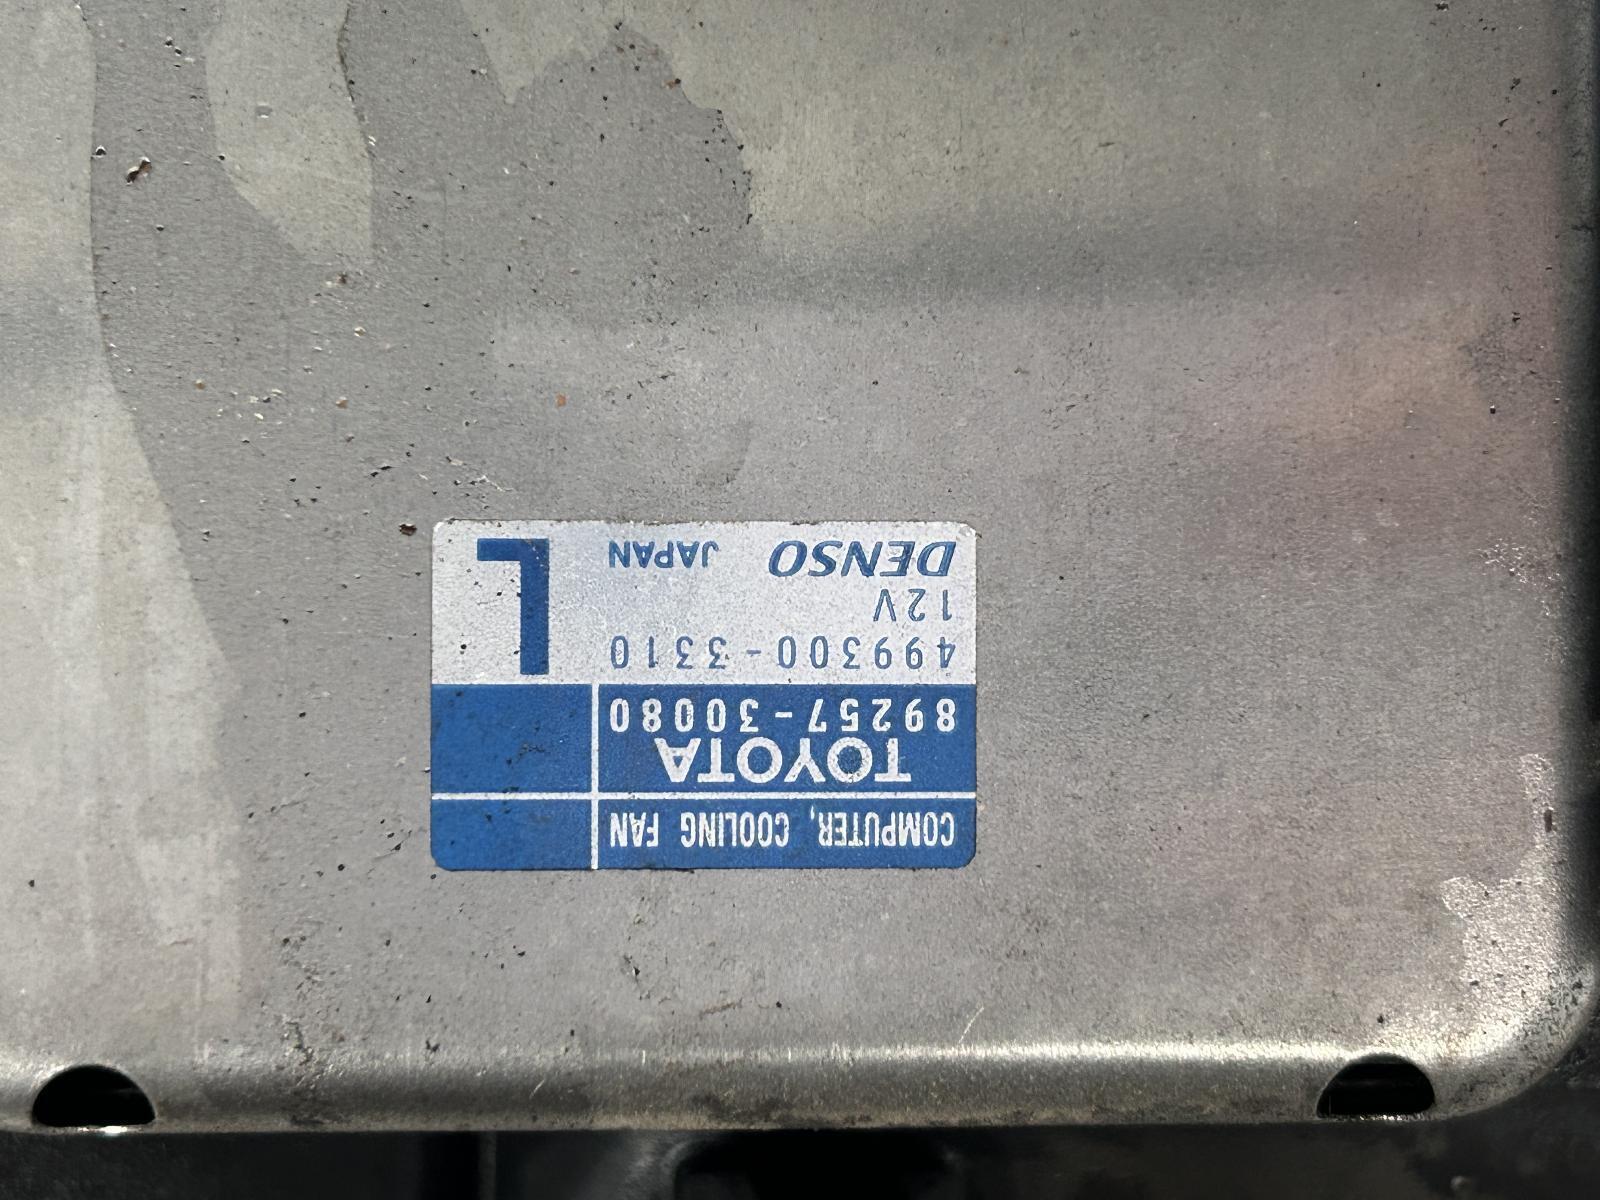 COMPUTER, COOLING FAN
TOYOTA
89257-30080
499300-3310
12V
DENSO JAPAN
L